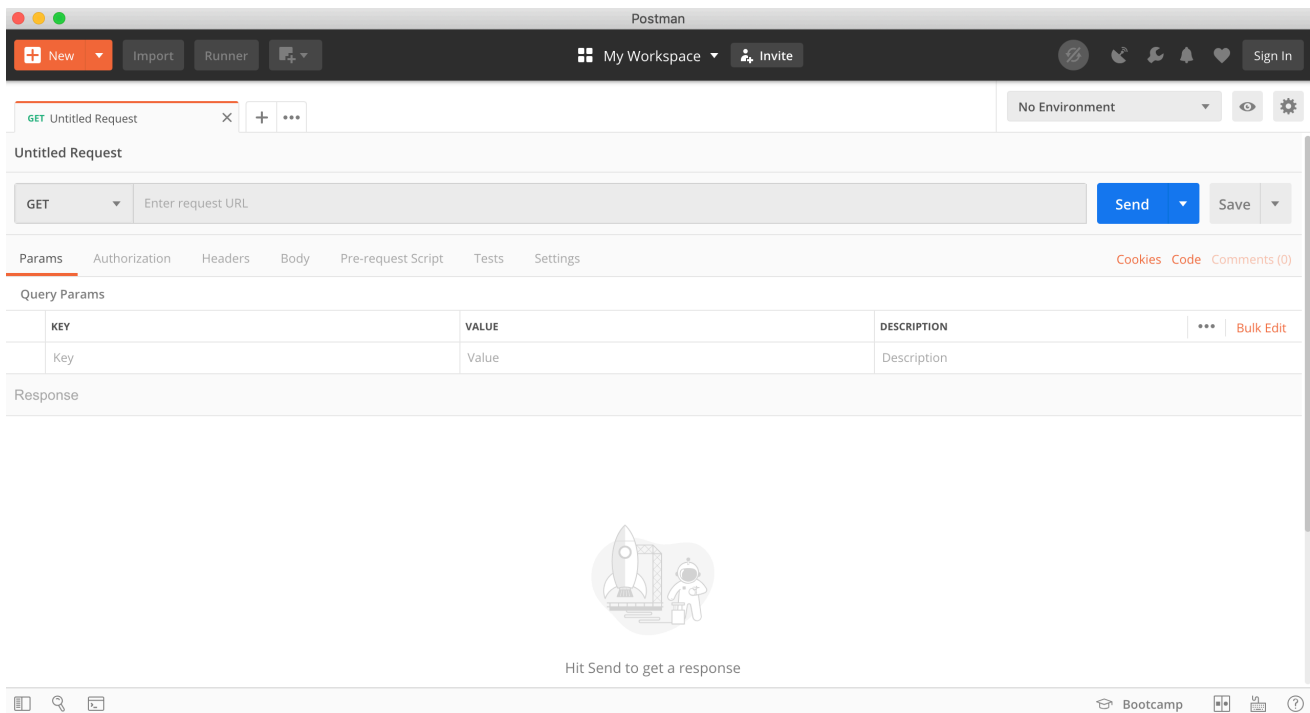 Postman
New Import Runner My Workspace Invite Sign In
GET Untitled Request No Environment
Untitled Request
GET Enter request URL Send Save
Params Authorization Headers Body Pre-request Script Tests Settings Cookies Code Comments (0)
Query Params
KEY VALUE DESCRIPTION Bulk Edit
Key Value Description
Response
Hit Send to get a response
Bootcamp